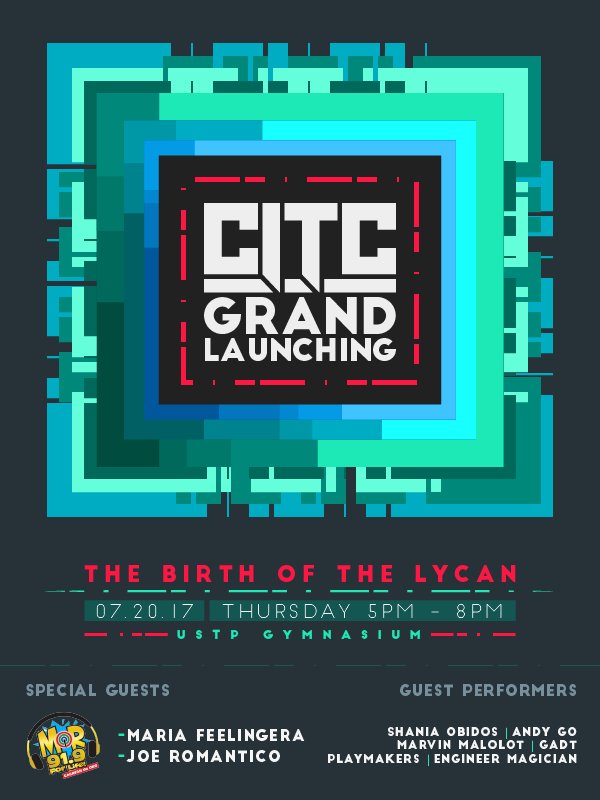 CITC
GRAND
LAUNCHING
THE BIRTH OF THE LYCAN
07.20.17 THURSDAY 5PM - 8PM
USTP GYMNASIUM
SPECIAL GUESTS
MOR
91.9
-MARIA FEELINGERA
-JOE ROMANTICO
GUEST PERFORMERS
SHANIA OBIDOS | ANDY GO
MARVIN MALOLOT | GADT
PLAYMAKERS | ENGINEER MAGICIAN